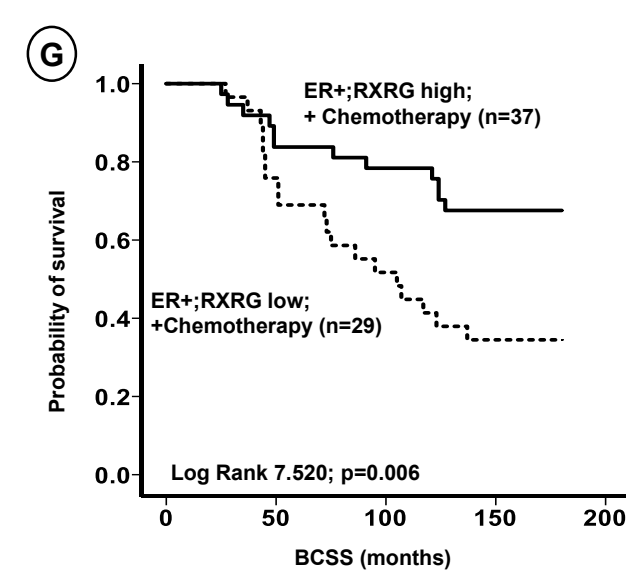 G
ER+;RXRG high;
+ Chemotherapy (n=37)
ER+;RXRG low;
+Chemotherapy (n=29)
Log Rank 7.520; p=0.006
Probability of survival
1.0
0.8
0.6
0.4
0.2
0.0
0 50 100 150 200
BCSS (months)